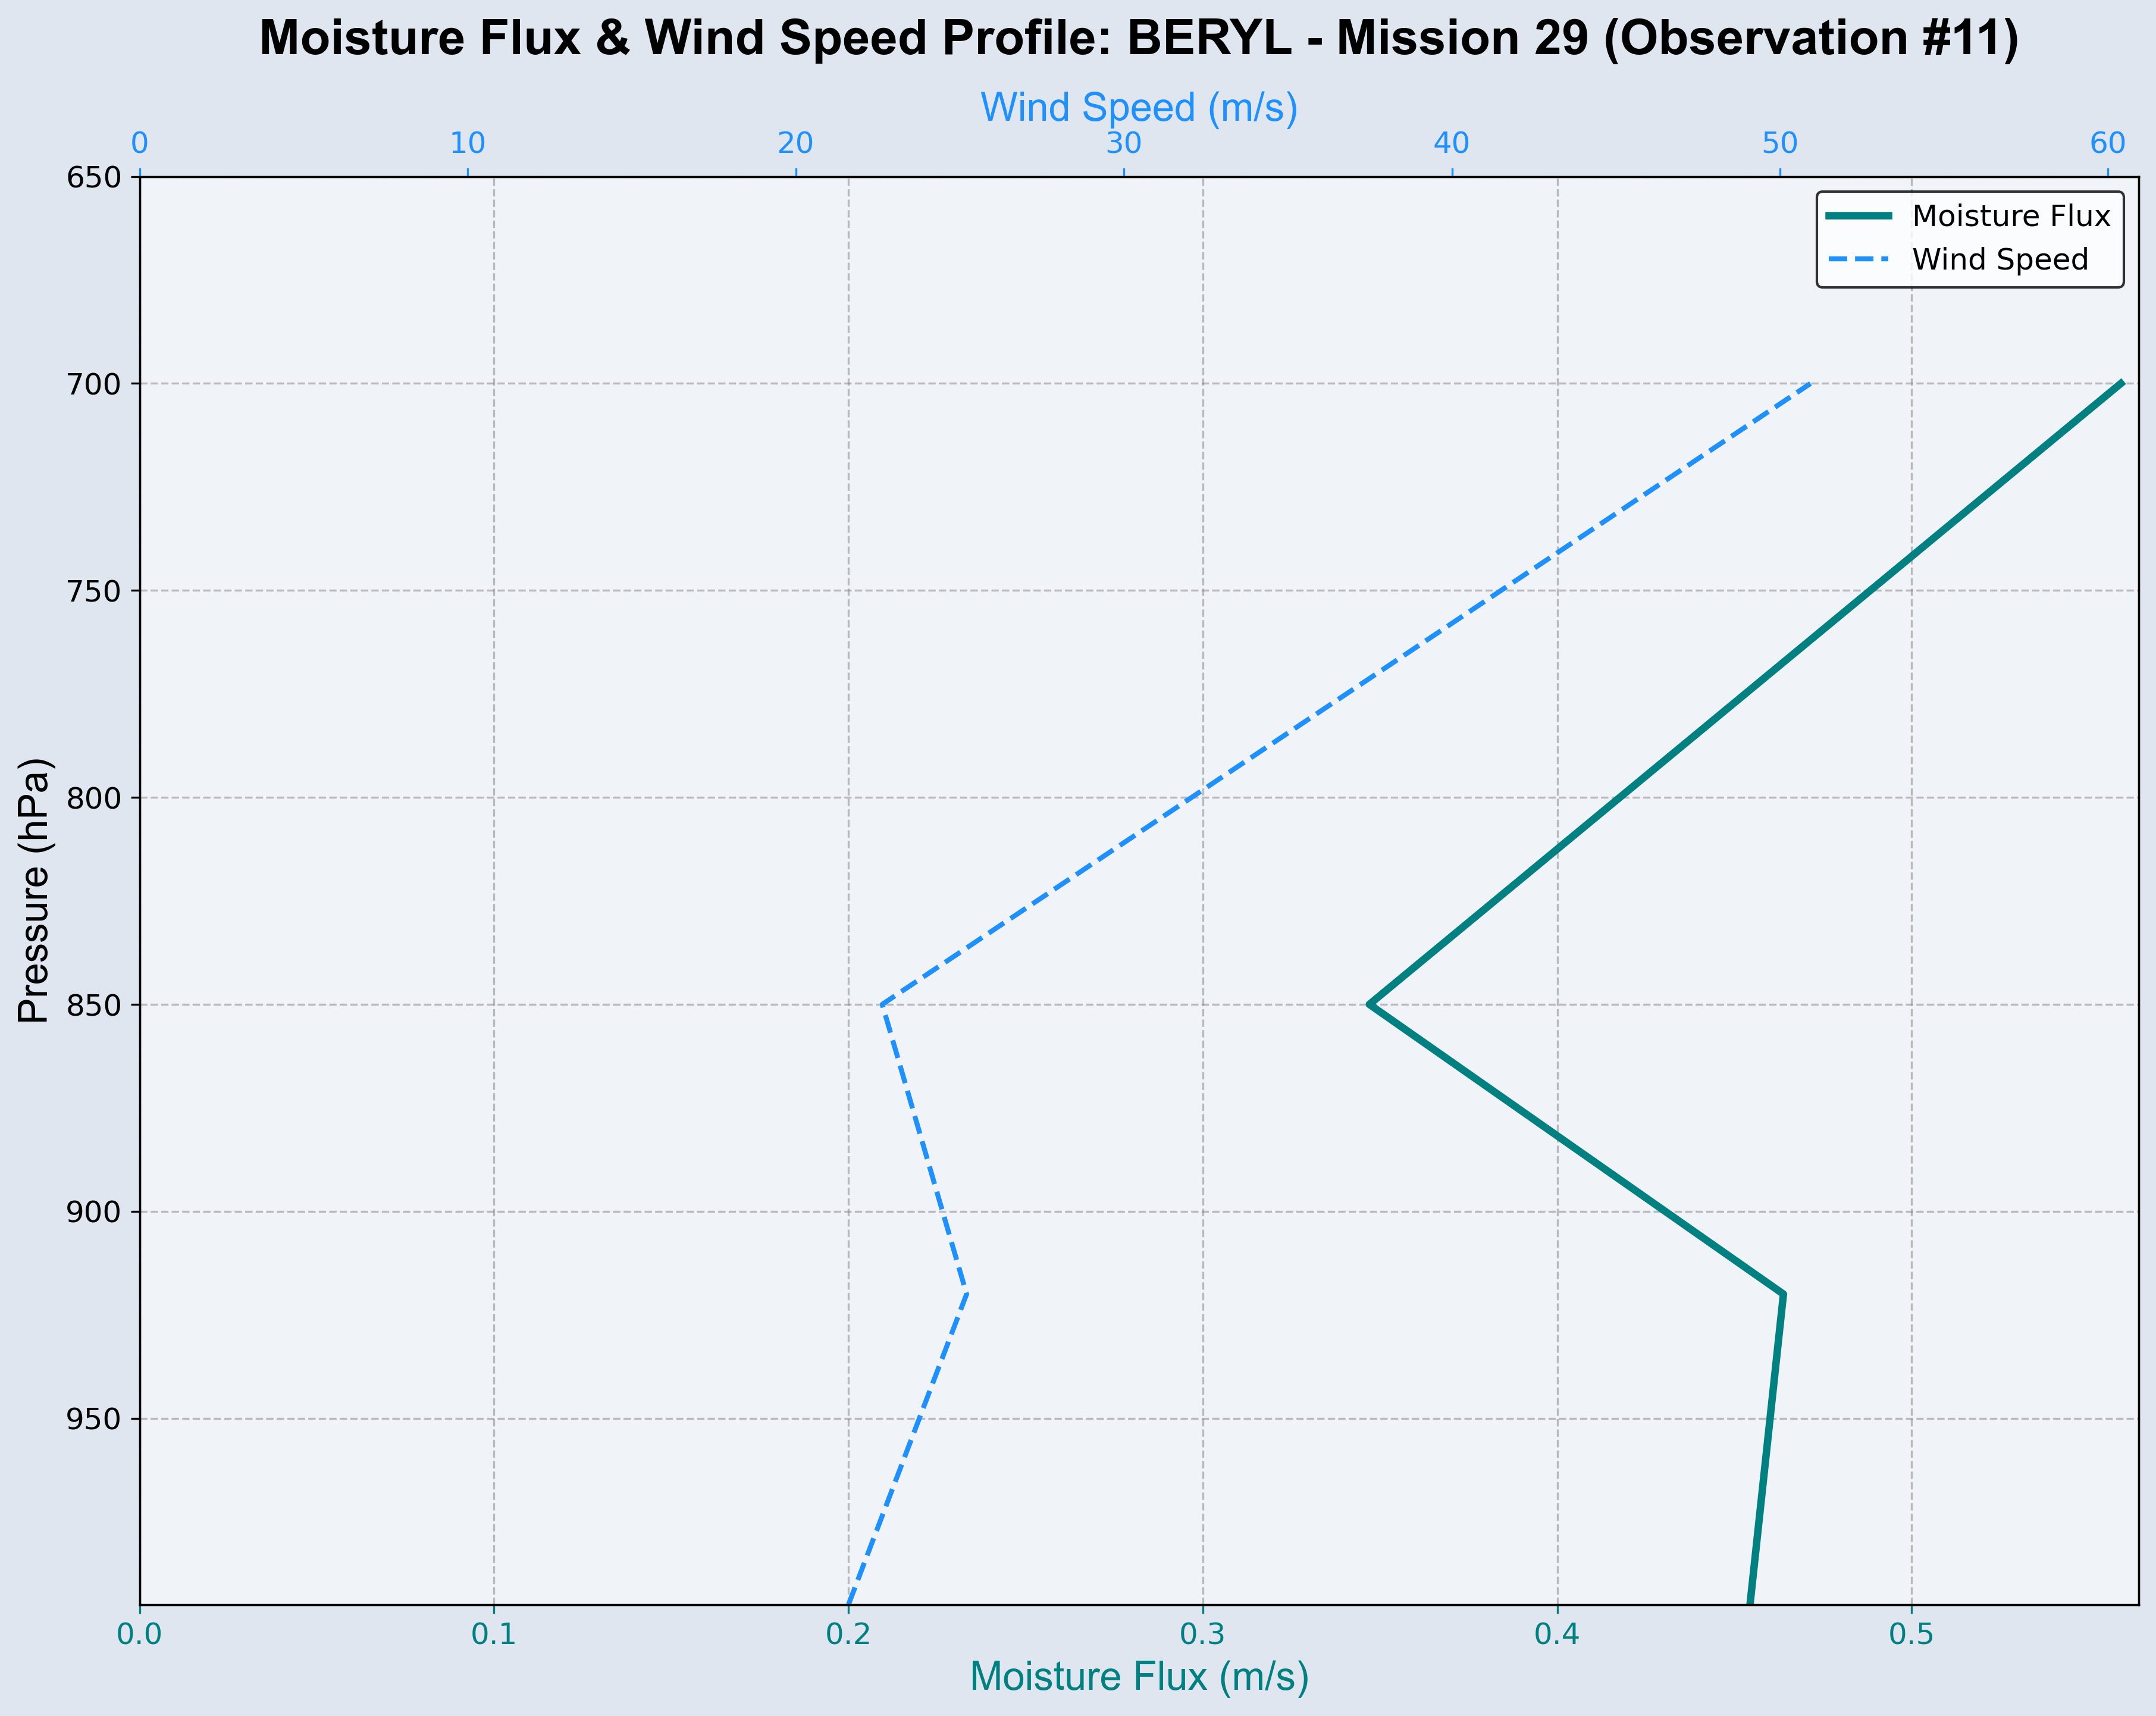 Moisture Flux & Wind Speed Profile: BERYL - Mission 29 (Observation #11)
Wind Speed (m/s)
0 10 20 30 40 50 60
Moisture Flux
Wind Speed
Pressure (hPa)
650
700
750
800
850
900
950
0.0 0.1 0.2 0.3 0.4 0.5
Moisture Flux (m/s)